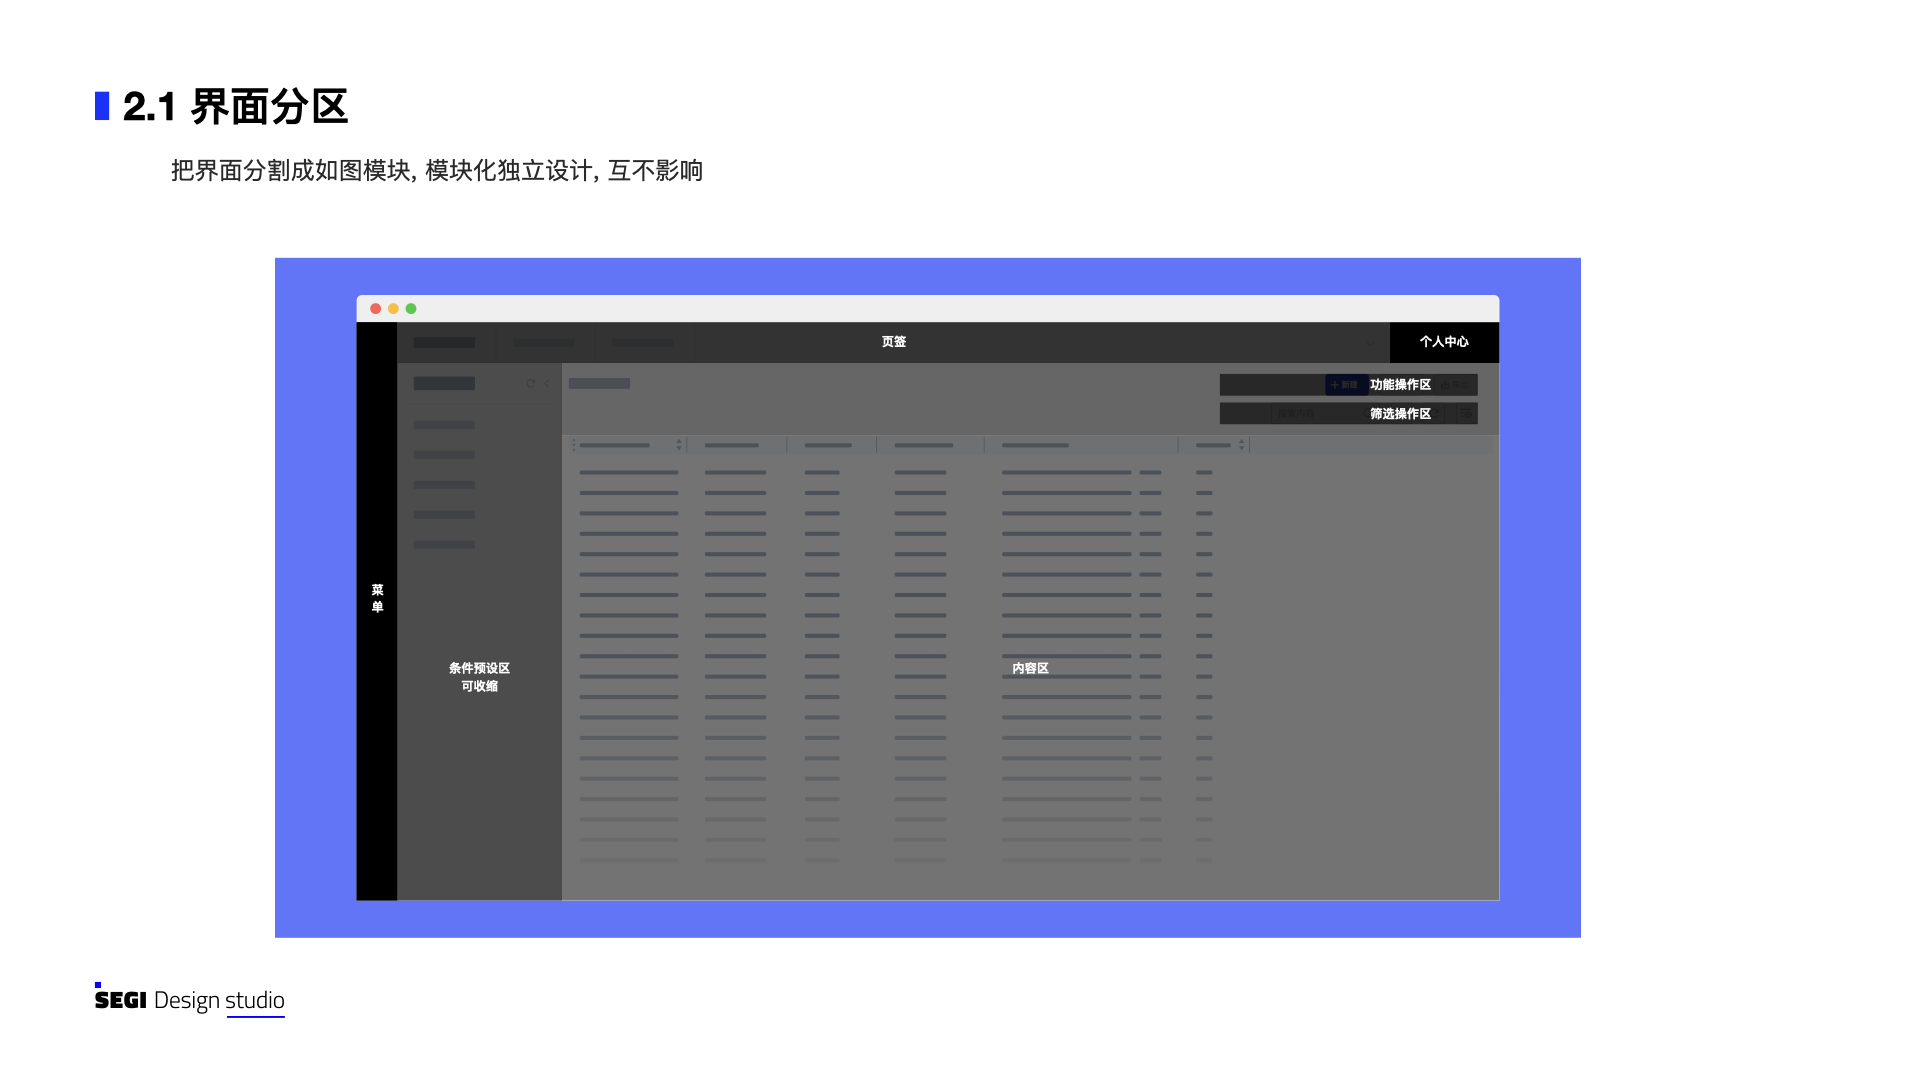 2.1 界面分区
把界面分割成如图模块, 模块化独立设计, 互不影响
页签
个人中心
新建
功能操作区
筛选操作区
菜
单
条件预设区
可收缩
内容区
SEGI Design studio